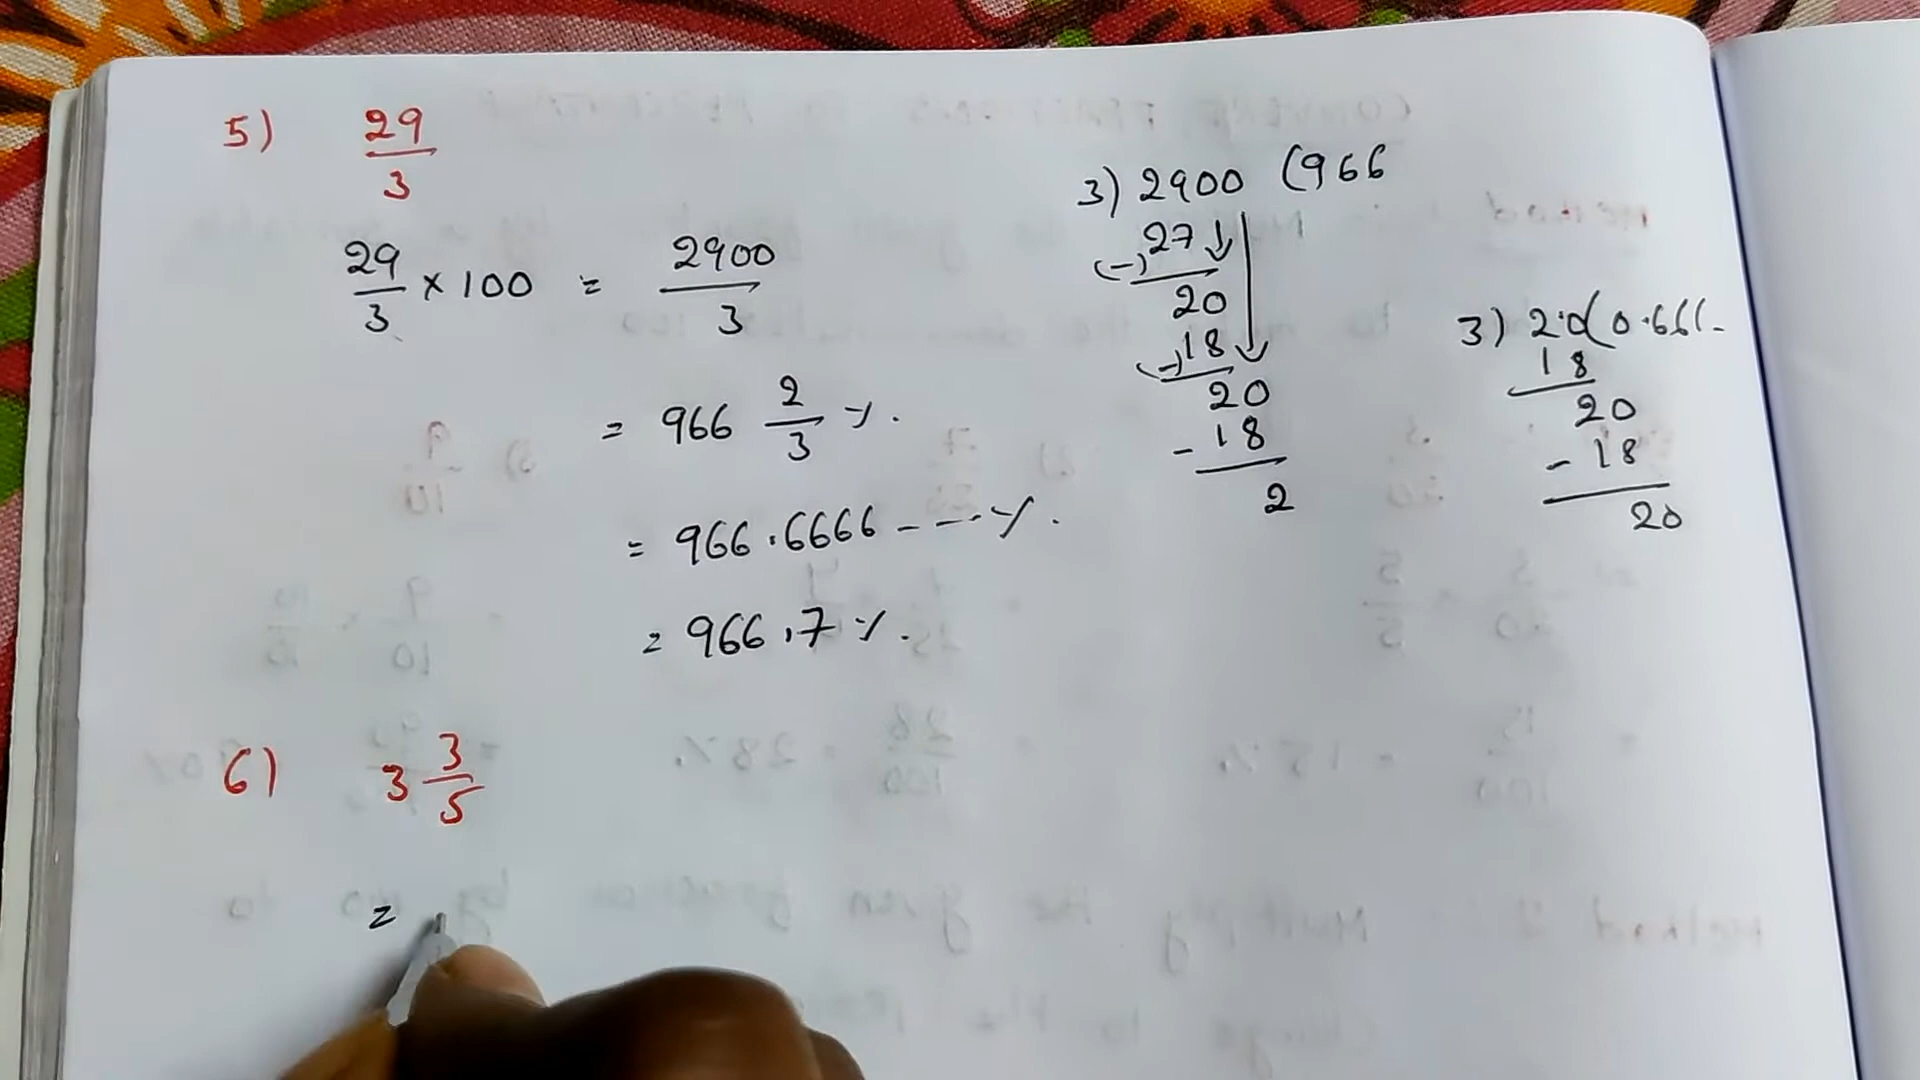 5) 29/3
29/3 × 100 = 2900/3
= 966 2/3 %.
= 966.6666 - - - %.
= 966.7 %.
3) 2900 (966
27
(-)
20
(-) 18
20
- 18
2
3) 2.0 ( 0.666-
18
20
- 18
20
6) 3 3/5
=